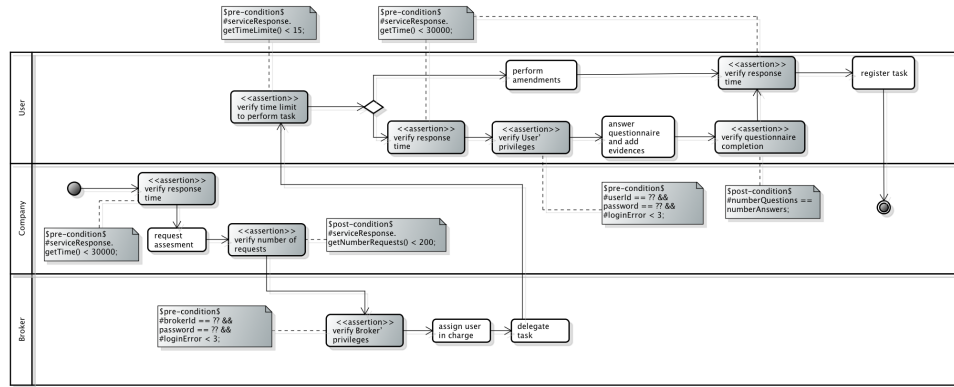 $pre-condition$
#serviceResponse.
getTimeLimite() < 15;
$pre-condition$
#serviceResponse.
getTime() < 30000;
User
<<assertion>>
verify time limit
to perform task
perform
amendments
<<assertion>>
verify response
time
register task
<<assertion>>
verify response
time
<<assertion>>
verify User'
privileges
answer
questionnaire
and add
evidences
<<assertion>>
verify questionnaire
completion
Company
<<assertion>>
verify response
time
$pre-condition$
#serviceResponse.
getTime() < 30000;
request
assesment
<<assertion>>
verify number of
requests
$post-condition$
#serviceResponse.
getNumberRequests() < 200;
$pre-condition$
#userId == ?? &&
password == ?? &&
#loginError < 3;
$post-condition$
#numberQuestions ==
numberAnswers;
Broker
$pre-condition$
#brokerId == ?? &&
password == ?? &&
#loginError < 3;
<<assertion>>
verify Broker'
privileges
assign user
in charge
delegate
task